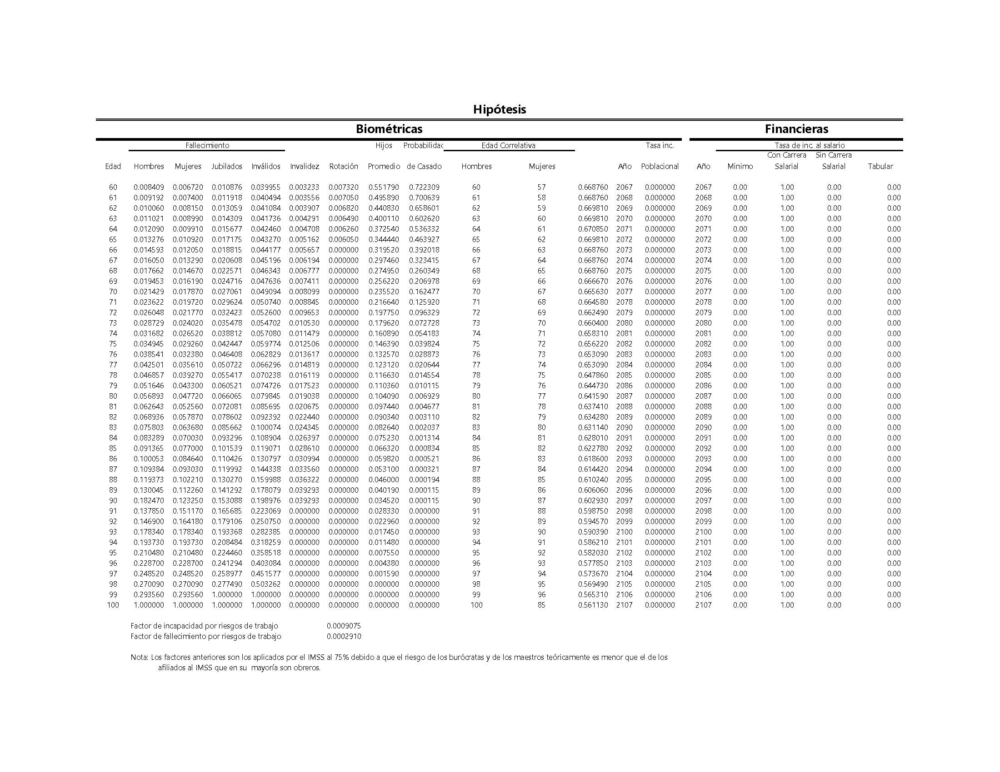 Hipótesis
Biométricas Financieras
Fallecimiento Hijos Probabilidad Edad Correlativa Tasa inc. Tasa de inc. al salario
Con Carrera Sin Carrera
Edad Hombres Mujeres Jubilados Inválidos Invalidez Rotación Promedio de Casado Hombres Mujeres Año Poblacional Año Minimo Salarial Salarial Tabular
60 0.008409 0.006720 0.010876 0.039955 0.003233 0.007320 0.551790 0.722309 60 57 0.668760 2067 0.000000 2067 0.00 1.00 0.00 0.00
61 0.009192 0.007400 0.011918 0.040494 0.003556 0.007050 0.495890 0.700639 61 58 0.668760 2068 0.000000 2068 0.00 1.00 0.00 0.00
62 0.010060 0.008150 0.013059 0.041084 0.003907 0.006820 0.440830 0.658601 62 59 0.669810 2069 0.000000 2069 0.00 1.00 0.00 0.00
63 0.011021 0.008990 0.014309 0.041736 0.004291 0.006490 0.400110 0.602620 63 60 0.669810 2070 0.000000 2070 0.00 1.00 0.00 0.00
64 0.012090 0.009910 0.015677 0.042460 0.004708 0.006260 0.372540 0.536332 64 61 0.670850 2071 0.000000 2071 0.00 1.00 0.00 0.00
65 0.013276 0.010920 0.017175 0.043270 0.005162 0.006050 0.344440 0.463927 65 62 0.669810 2072 0.000000 2072 0.00 1.00 0.00 0.00
66 0.014593 0.012050 0.018815 0.044177 0.005657 0.000000 0.319520 0.392018 66 63 0.668760 2073 0.000000 2073 0.00 1.00 0.00 0.00
67 0.016050 0.013290 0.020608 0.045196 0.006194 0.000000 0.297460 0.323415 67 64 0.668760 2074 0.000000 2074 0.00 1.00 0.00 0.00
68 0.017662 0.014670 0.022571 0.046343 0.006777 0.000000 0.274950 0.260349 68 65 0.668760 2075 0.000000 2075 0.00 1.00 0.00 0.00
69 0.019453 0.016190 0.024716 0.047636 0.007411 0.000000 0.256220 0.206978 69 66 0.666670 2076 0.000000 2076 0.00 1.00 0.00 0.00
70 0.021429 0.017870 0.027061 0.049094 0.008099 0.000000 0.235520 0.162477 70 67 0.665630 2077 0.000000 2077 0.00 1.00 0.00 0.00
71 0.023622 0.019720 0.029624 0.050740 0.008845 0.000000 0.216640 0.125920 71 68 0.664580 2078 0.000000 2078 0.00 1.00 0.00 0.00
72 0.026048 0.021770 0.032423 0.052600 0.009653 0.000000 0.197750 0.096329 72 69 0.662490 2079 0.000000 2079 0.00 1.00 0.00 0.00
73 0.028729 0.024020 0.035478 0.054702 0.010530 0.000000 0.179620 0.072728 73 70 0.660400 2080 0.000000 2080 0.00 1.00 0.00 0.00
74 0.031682 0.026520 0.038812 0.057080 0.011479 0.000000 0.160890 0.054183 74 71 0.658310 2081 0.000000 2081 0.00 1.00 0.00 0.00
75 0.034945 0.029260 0.042447 0.059774 0.012506 0.000000 0.146390 0.039824 75 72 0.656220 2082 0.000000 2082 0.00 1.00 0.00 0.00
76 0.038541 0.032380 0.046408 0.062829 0.013617 0.000000 0.132570 0.028873 76 73 0.653090 2083 0.000000 2083 0.00 1.00 0.00 0.00
77 0.042501 0.035610 0.050722 0.066296 0.014819 0.000000 0.123120 0.020644 77 74 0.653090 2084 0.000000 2084 0.00 1.00 0.00 0.00
78 0.046857 0.039270 0.055417 0.070238 0.016119 0.000000 0.116630 0.014554 78 75 0.647860 2085 0.000000 2085 0.00 1.00 0.00 0.00
79 0.051646 0.043300 0.060521 0.074726 0.017523 0.000000 0.110360 0.010115 79 76 0.644730 2086 0.000000 2086 0.00 1.00 0.00 0.00
80 0.056893 0.047720 0.066065 0.079845 0.019038 0.000000 0.104090 0.006929 80 77 0.641590 2087 0.000000 2087 0.00 1.00 0.00 0.00
81 0.062643 0.052560 0.072081 0.085695 0.020675 0.000000 0.097440 0.004677 81 78 0.637410 2088 0.000000 2088 0.00 1.00 0.00 0.00
82 0.068936 0.057870 0.078602 0.092392 0.022440 0.000000 0.090340 0.003110 82 79 0.634280 2089 0.000000 2089 0.00 1.00 0.00 0.00
83 0.075803 0.063680 0.085662 0.100074 0.024345 0.000000 0.082640 0.002037 83 80 0.631140 2090 0.000000 2090 0.00 1.00 0.00 0.00
84 0.083289 0.070030 0.093296 0.108904 0.026397 0.000000 0.075230 0.001314 84 81 0.628010 2091 0.000000 2091 0.00 1.00 0.00 0.00
85 0.091365 0.077000 0.101539 0.119071 0.028610 0.000000 0.066320 0.000834 85 82 0.622780 2092 0.000000 2092 0.00 1.00 0.00 0.00
86 0.100053 0.084640 0.110426 0.130797 0.030994 0.000000 0.059820 0.000521 86 83 0.618600 2093 0.000000 2093 0.00 1.00 0.00 0.00
87 0.109384 0.093030 0.119992 0.144338 0.033560 0.000000 0.053100 0.000321 87 84 0.614420 2094 0.000000 2094 0.00 1.00 0.00 0.00
88 0.119373 0.102210 0.130270 0.159988 0.036322 0.000000 0.046000 0.000194 88 85 0.610240 2095 0.000000 2095 0.00 1.00 0.00 0.00
89 0.130045 0.112260 0.141292 0.178079 0.039293 0.000000 0.040190 0.000115 89 86 0.606060 2096 0.000000 2096 0.00 1.00 0.00 0.00
90 0.182470 0.123250 0.153088 0.198976 0.039293 0.000000 0.034520 0.000115 90 87 0.602930 2097 0.000000 2097 0.00 1.00 0.00 0.00
91 0.137850 0.151170 0.165685 0.223069 0.000000 0.000000 0.028330 0.000000 91 88 0.598750 2098 0.000000 2098 0.00 1.00 0.00 0.00
92 0.146900 0.164180 0.179106 0.250750 0.000000 0.000000 0.022960 0.000000 92 89 0.594570 2099 0.000000 2099 0.00 1.00 0.00 0.00
93 0.178340 0.178340 0.193368 0.282385 0.000000 0.000000 0.017450 0.000000 93 90 0.590390 2100 0.000000 2100 0.00 1.00 0.00 0.00
94 0.193730 0.193730 0.208484 0.318259 0.000000 0.000000 0.011480 0.000000 94 91 0.586210 2101 0.000000 2101 0.00 1.00 0.00 0.00
95 0.210480 0.210480 0.224460 0.358518 0.000000 0.000000 0.007550 0.000000 95 92 0.582030 2102 0.000000 2102 0.00 1.00 0.00 0.00
96 0.228700 0.228700 0.241294 0.403084 0.000000 0.000000 0.004380 0.000000 96 93 0.577850 2103 0.000000 2103 0.00 1.00 0.00 0.00
97 0.248520 0.248520 0.258977 0.451577 0.000000 0.000000 0.001590 0.000000 97 94 0.573670 2104 0.000000 2104 0.00 1.00 0.00 0.00
98 0.270090 0.270090 0.277490 0.503262 0.000000 0.000000 0.000000 0.000000 98 95 0.569490 2105 0.000000 2105 0.00 1.00 0.00 0.00
99 0.293560 0.293560 1.000000 1.000000 0.000000 0.000000 0.000000 0.000000 99 96 0.565310 2106 0.000000 2106 0.00 1.00 0.00 0.00
100 1.000000 1.000000 1.000000 1.000000 0.000000 0.000000 0.000000 0.000000 100 85 0.561130 2107 0.000000 2107 0.00 1.00 0.00 0.00
Factor de incapacidad por riesgos de trabajo 0.0009075
Factor de fallecimiento por riesgos de trabajo 0.0002910
Nota: Los factores anteriores son los aplicados por el IMSS al 75% debido a que el riesgo de los burócratas y de los maestros teóricamente es menor que el de los
afiliados al IMSS que en su mayoría son obreros.